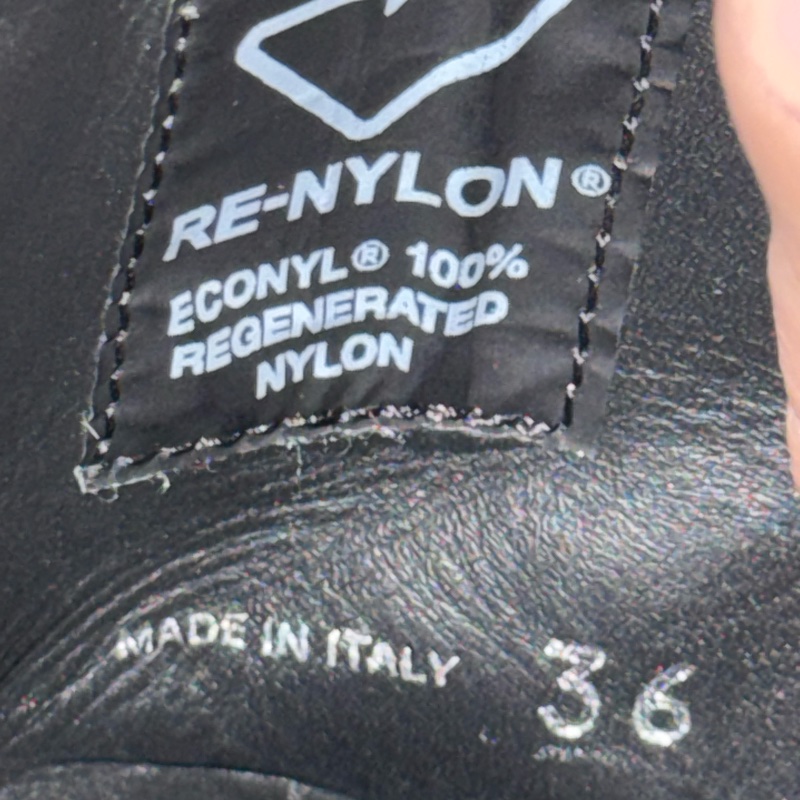 RE-NYLON®
ECONYL® 100%
REGENERATED
NYLON
MADE IN ITALY 36